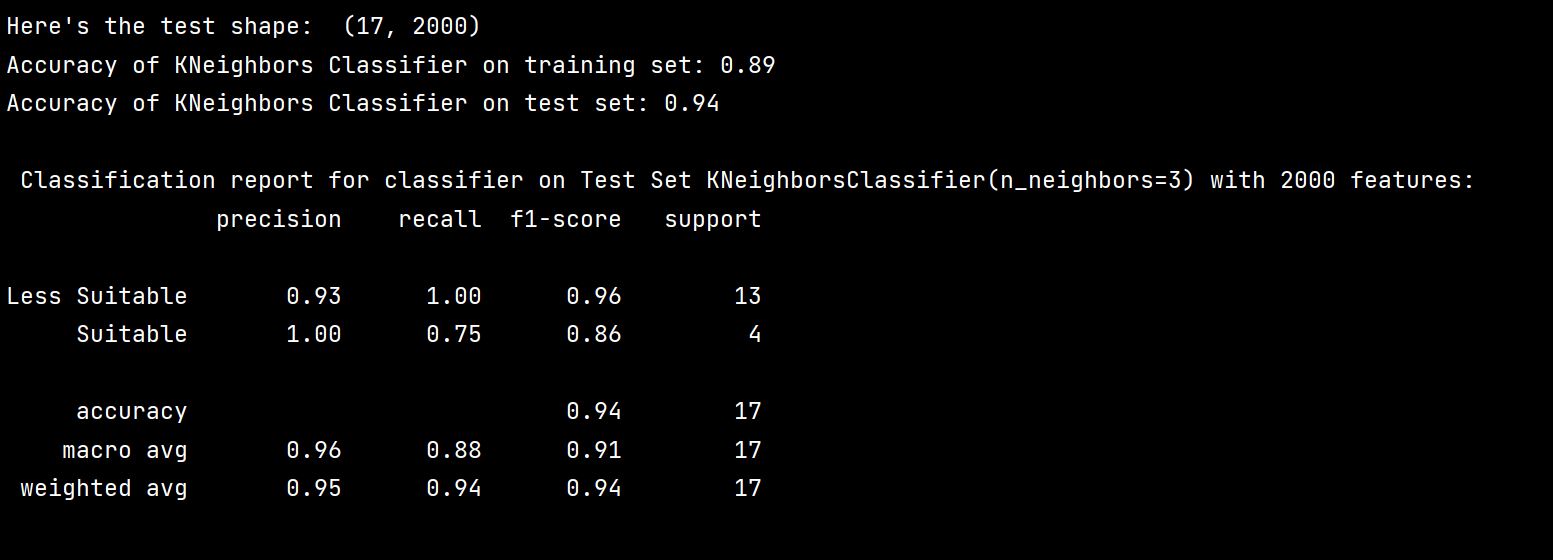 Here's the test shape:  (17, 2000)
Accuracy of KNeighbors Classifier on training set: 0.89
Accuracy of KNeighbors Classifier on test set: 0.94
 Classification report for classifier on Test Set KNeighborsClassifier(n_neighbors=3) with 2000 features:
               precision    recall  f1-score   support
Less Suitable       0.93      1.00      0.96        13
     Suitable       1.00      0.75      0.86         4
     accuracy                           0.94        17
    macro avg       0.96      0.88      0.91        17
 weighted avg       0.95      0.94      0.94        17